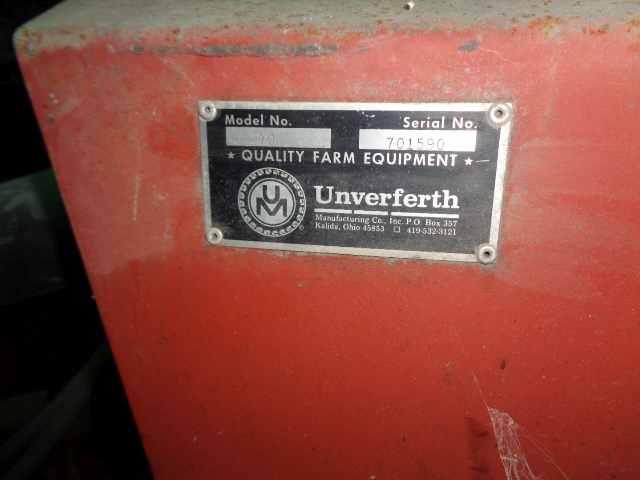 Model No. Serial No.
701590
★ QUALITY FARM EQUIPMENT ★
UM
Unverferth
Manufacturing Co., Inc. P.O. Box 357
Kalida, Ohio 45853 ☐ 419-532-3121